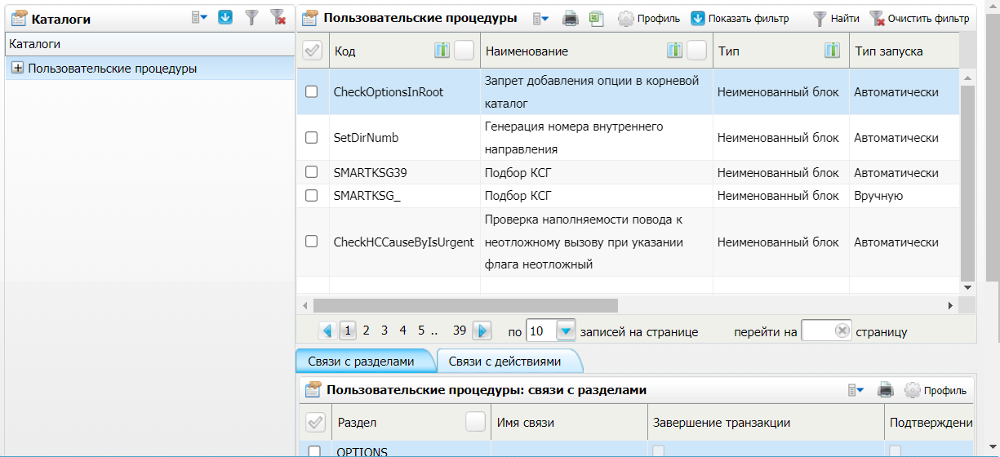 Каталоги
Каталоги
Пользовательские процедуры
Пользовательские процедуры Профиль Показать фильтр Найти Очистить фильтр
Код Наименование Тип Тип запуска
CheckOptionsInRoot Запрет добавления опции в корневой каталог Неименованный блок Автоматически
SetDirNumb Генерация номера внутреннего направления Неименованный блок Автоматически
SMARTKSG39 Подбор КСГ Неименованный блок Автоматически
SMARTKSG_ Подбор КСГ Неименованный блок Вручную
CheckHCCauseByIsUrgent Проверка наполняемости повода к неотложному вызову при указании флага неотложный Неименованный блок Автоматически
1 2 3 4 5 .. 39 по 10 записей на странице перейти на страницу
Связи с разделами Связи с действиями
Пользовательские процедуры: связи с разделами Профиль
Раздел Имя связи Завершение транзакции Подтверждени
OPTIONS